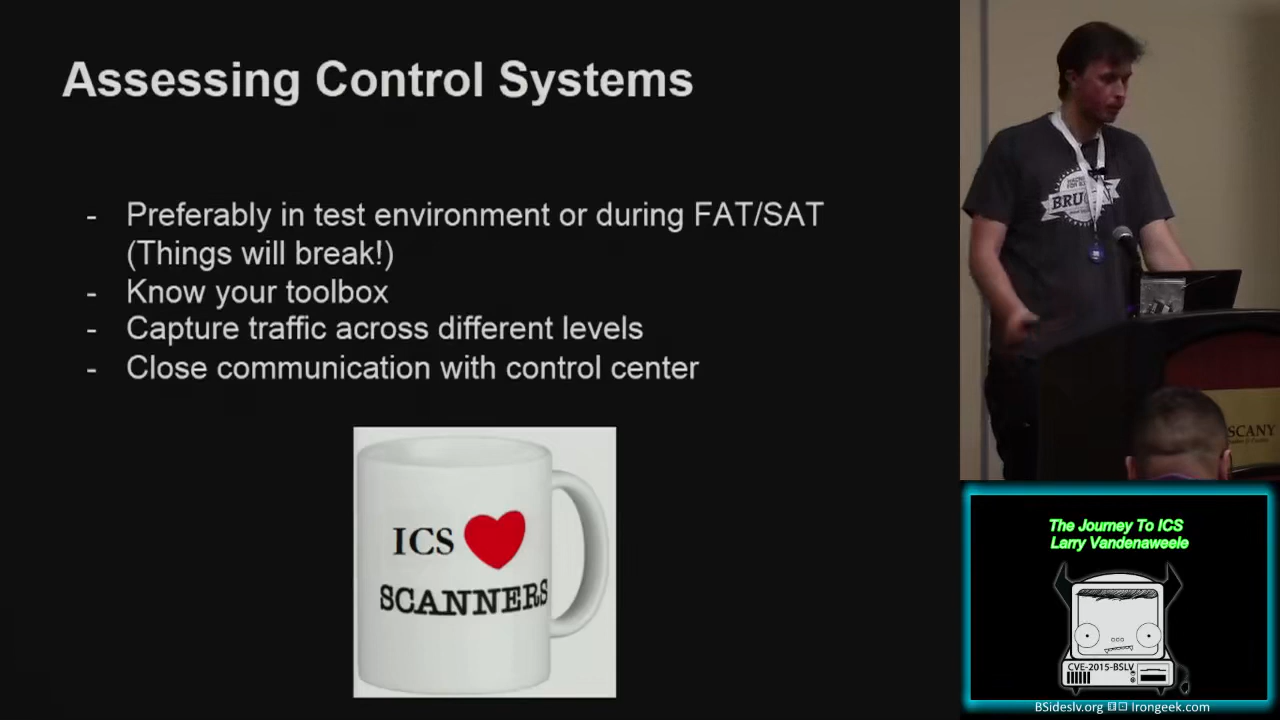 Assessing Control Systems
- Preferably in test environment or during FAT/SAT
(Things will break!)
- Know your toolbox
- Capture traffic across different levels
- Close communication with control center
ICS
SCANNERS
SCANY
The Journey To ICS
Larry Vandenaweele
CVE-2015-BSLV
BSideslv.org
Irongeek.com